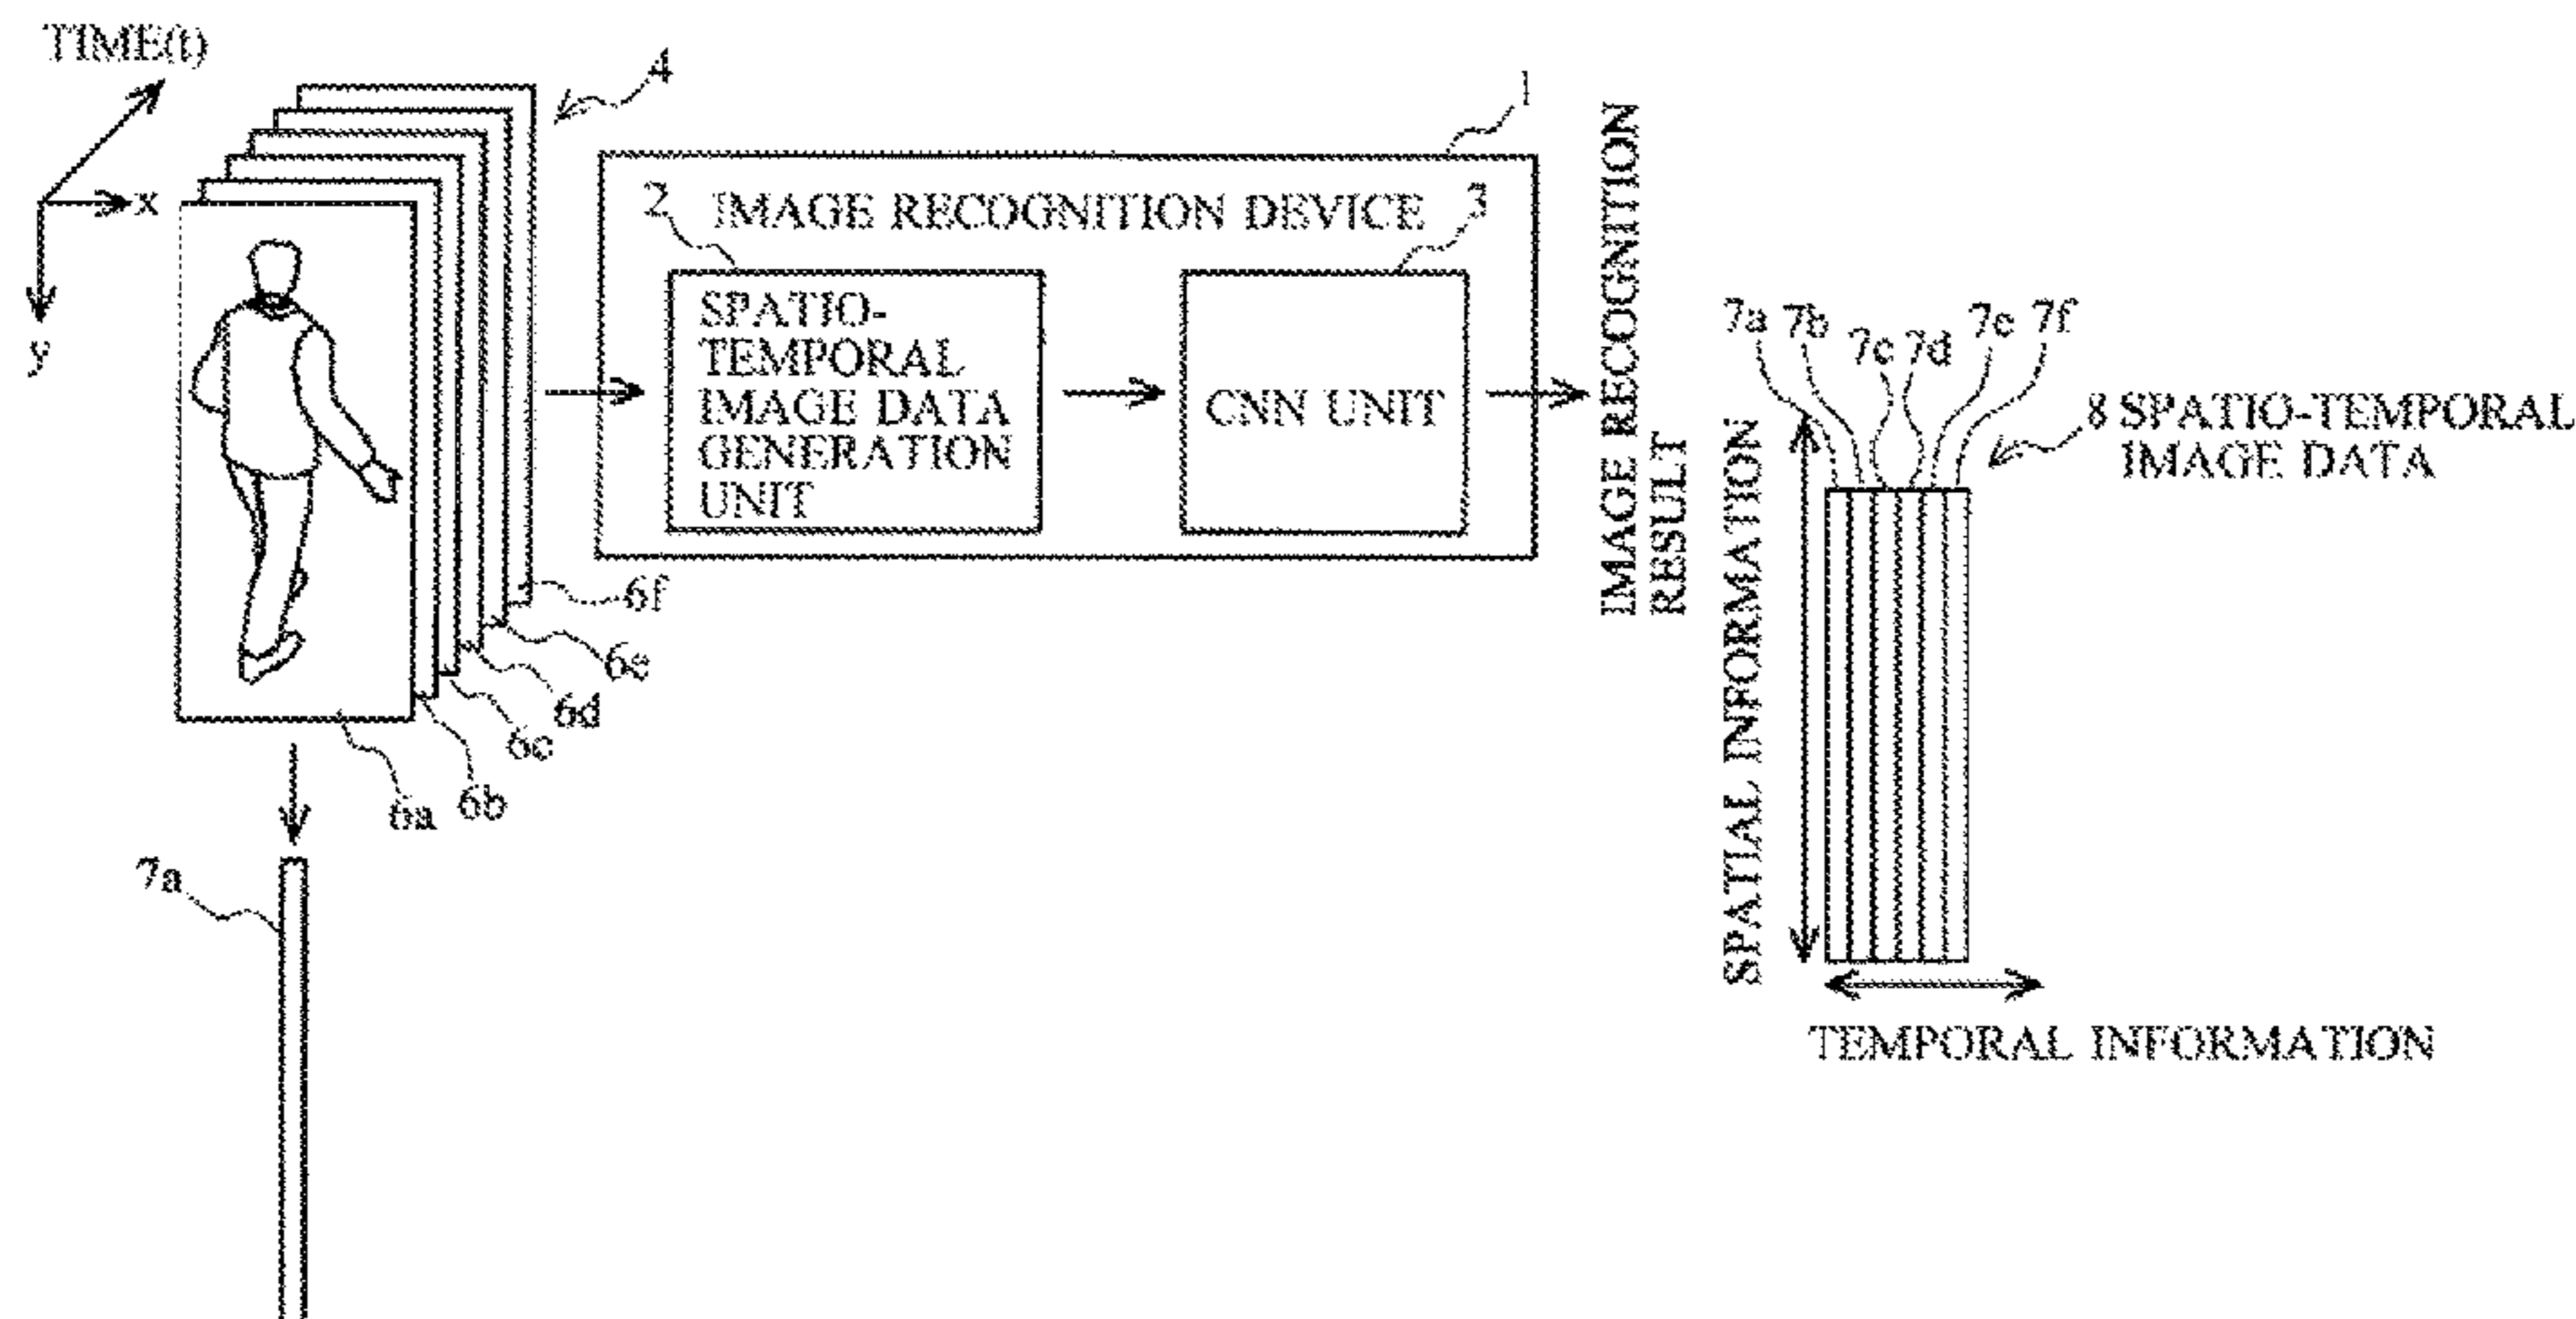 TIME(t)
x
y
4
1
2
IMAGE RECOGNITION DEVICE
3
SPATIO-
TEMPORAL
IMAGE DATA
GENERATION
UNIT
CNN UNIT
IMAGE RECOGNITION
RESULT
6f
6e
6d
6c
6b
6a
7a
7a 7b 7c 7d 7e 7f
8 SPATIO-TEMPORAL
IMAGE DATA
SPATIAL INFORMATION
TEMPORAL INFORMATION